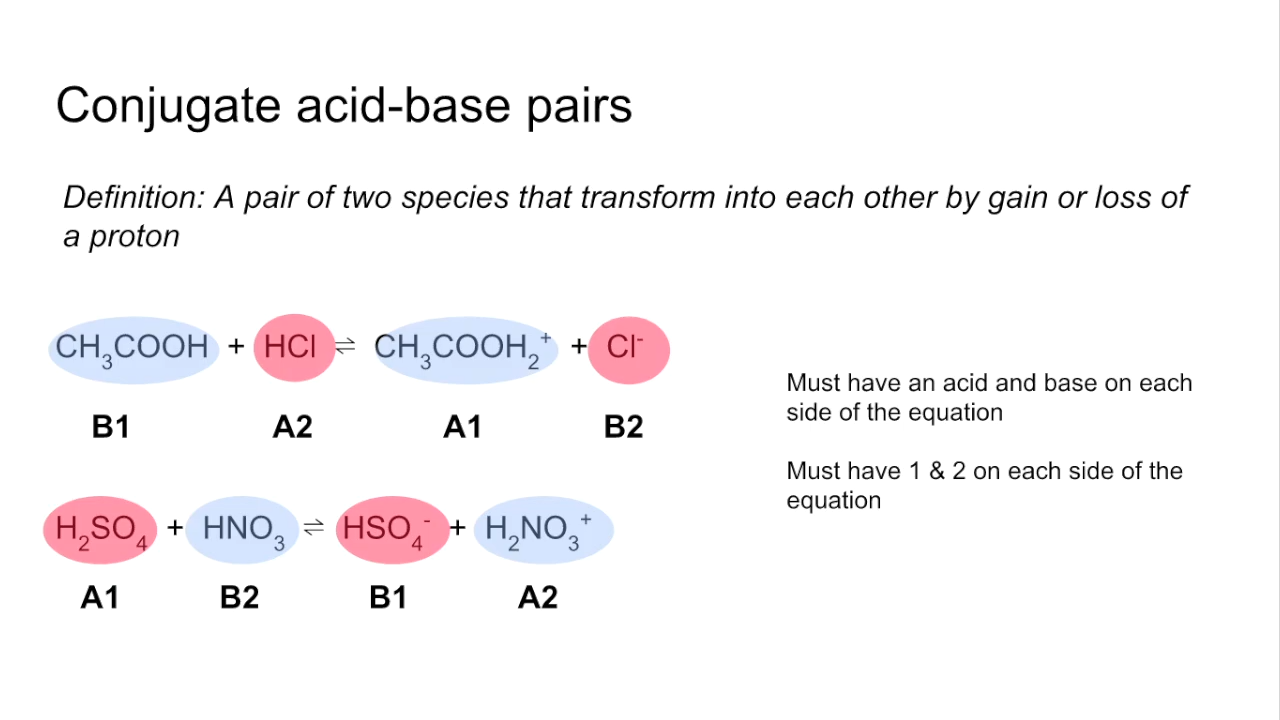 Conjugate acid-base pairs
Definition: A pair of two species that transform into each other by gain or loss of
a proton
CH₃COOH + HCl ⇌ CH₃COOH₂⁺ + Cl⁻
B1 A2 A1 B2
Must have an acid and base on each
side of the equation
Must have 1 & 2 on each side of the
equation
H₂SO₄ + HNO₃ ⇌ HSO₄⁻ + H₂NO₃⁺
A1 B2 B1 A2